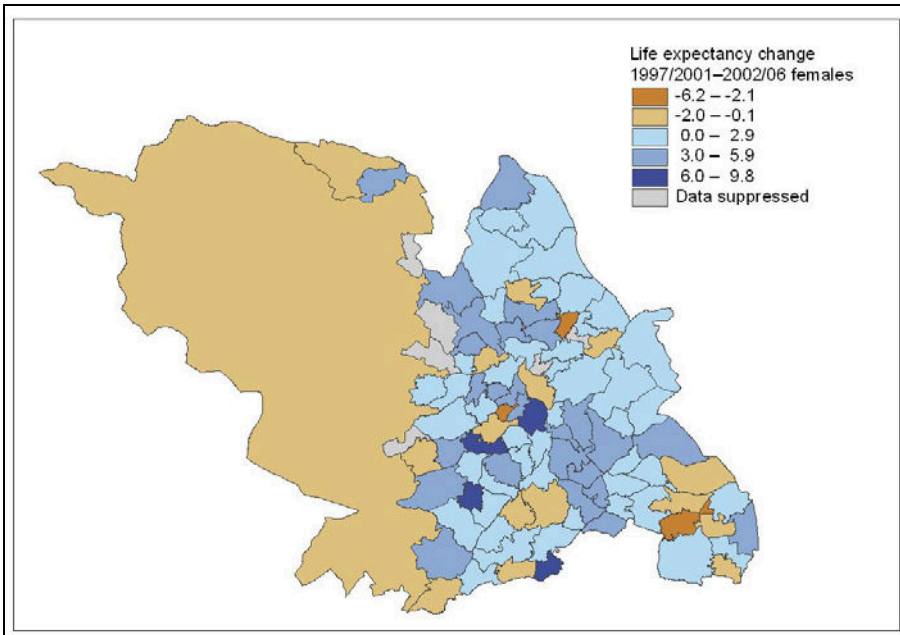 Life expectancy change
1997/2001–2002/06 females
-6.2 – -2.1
-2.0 – -0.1
0.0 – 2.9
3.0 – 5.9
6.0 – 9.8
Data suppressed